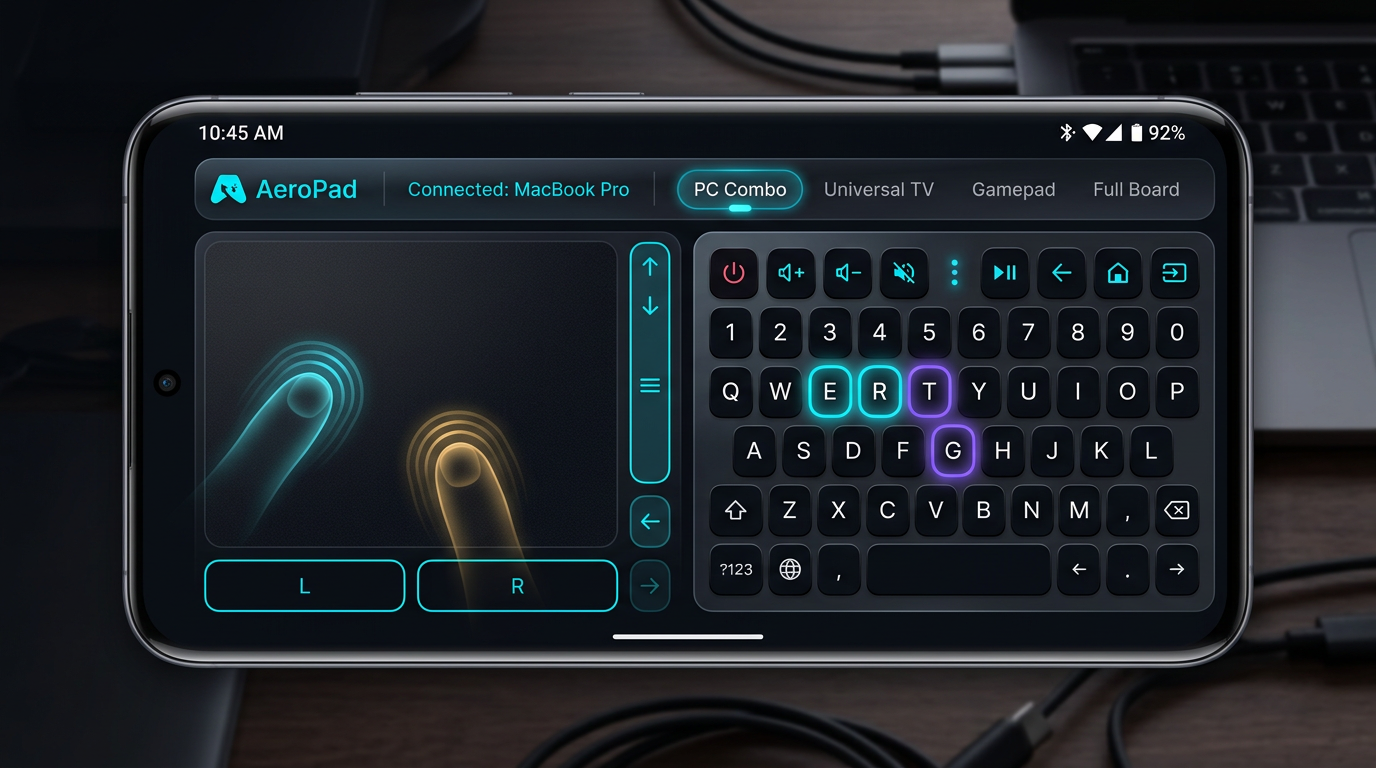 10:45 AM
92%
AeroPad
Connected: MacBook Pro
PC Combo
Universal TV
Gamepad
Full Board
1 2 3 4 5 6 7 8 9 0
Q W E R T Y U I O P
A S D F G H J K L
Z X C V B N M ,
?123 , .
L R